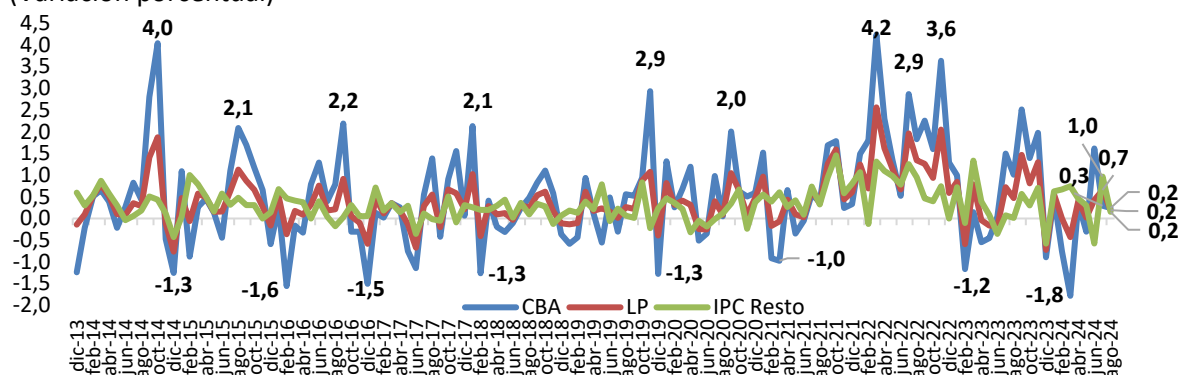 (variación porcentual)
4,5
4,0
3,5
3,0
2,5
2,0
1,5
1,0
0,5
0,0
-0,5
-1,0
-1,5
-2,0
4,0
2,1
2,2
2,1
2,9
2,0
4,2
2,9
3,6
1,0
0,7
0,3
0,2
0,2
0,2
-1,3
-1,6
-1,5
-1,3
-1,3
-1,0
-1,2
-1,8
CBA LP IPC Resto
dic-13
feb-14
abr-14
jun-14
ago-14
oct-14
dic-14
feb-15
abr-15
jun-15
ago-15
oct-15
dic-15
feb-16
abr-16
jun-16
ago-16
oct-16
dic-16
feb-17
abr-17
jun-17
ago-17
oct-17
dic-17
feb-18
abr-18
jun-18
ago-18
oct-18
dic-18
feb-19
abr-19
jun-19
ago-19
oct-19
dic-19
feb-20
abr-20
jun-20
ago-20
oct-20
dic-20
feb-21
abr-21
jun-21
ago-21
oct-21
dic-21
feb-22
abr-22
jun-22
ago-22
oct-22
dic-22
feb-23
abr-23
jun-23
ago-23
oct-23
dic-23
feb-24
abr-24
jun-24
ago-24